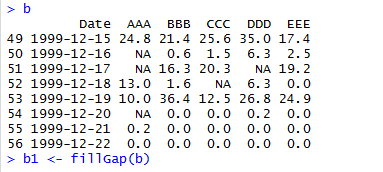 > b
Date AAA BBB CCC DDD EEE
49 1999-12-15 24.8 21.4 25.6 35.0 17.4
50 1999-12-16 NA 0.6 1.5 6.3 2.5
51 1999-12-17 NA 16.3 20.3 NA 19.2
52 1999-12-18 13.0 1.6 NA 6.3 0.0
53 1999-12-19 10.0 36.4 12.5 26.8 24.9
54 1999-12-20 NA 0.0 0.0 0.2 0.0
55 1999-12-21 0.2 0.0 0.0 0.0 0.0
56 1999-12-22 0.0 0.0 0.0 0.0 0.0
> b1 <- fillGap(b)